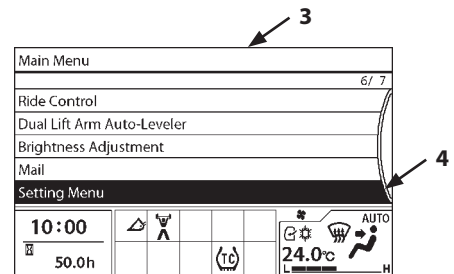 3
Main Menu
6/ 7
Ride Control
Dual Lift Arm Auto-Leveler
Brightness Adjustment
Mail
4
Setting Menu
10:00
AUTO
50.0h
TC
24.0℃
L H